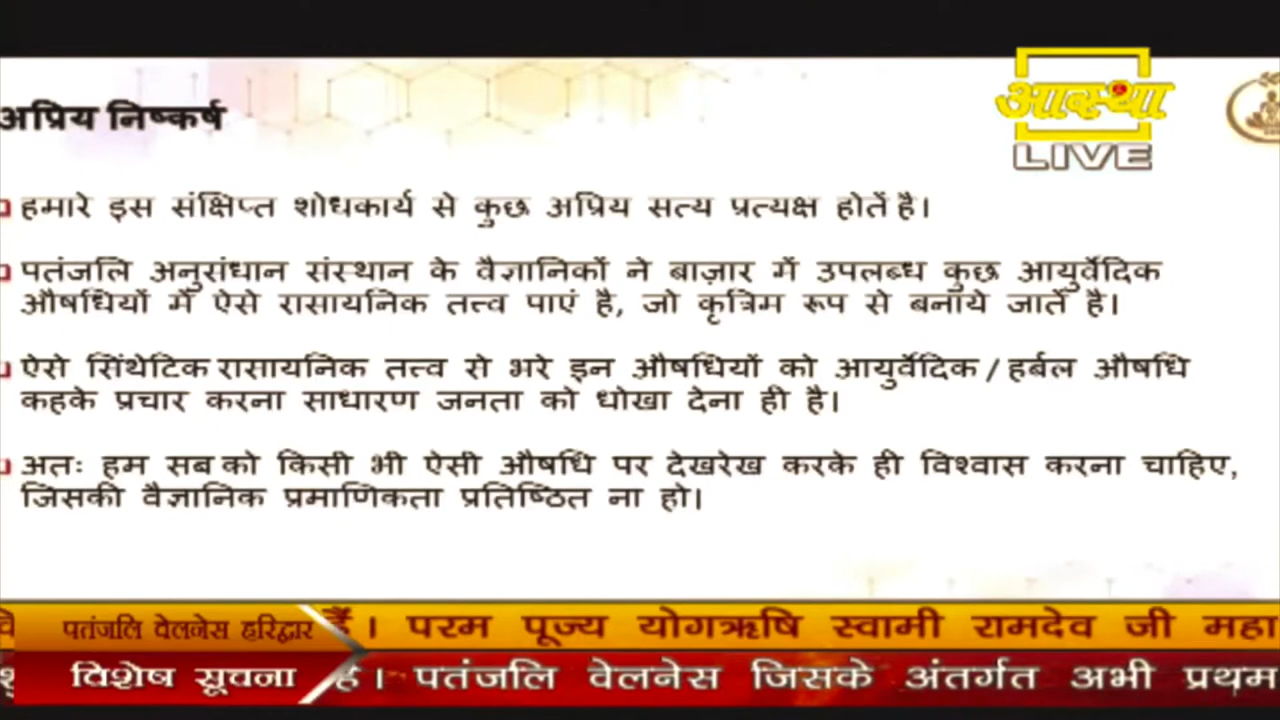 अप्रिय निष्कर्ष
आस्था
LIVE
हमारे इस संक्षिप्त शोधकार्य से कुछ अप्रिय सत्य प्रत्यक्ष होतें है।
पतंजलि अनुसंधान संस्थान के वैज्ञानिकों ने बाज़ार में उपलब्ध कुछ आयुर्वेदिक
औषधियों में ऐसे रासायनिक तत्त्व पाएं है, जो कृत्रिम रूप से बनाये जातें है।
ऐसे सिंथेटिक रासायनिक तत्त्व से भरे इन औषधियों को आयुर्वेदिक / हर्बल औषधि
कहके प्रचार करना साधारण जनता को धोखा देना ही है।
अतः हम सब को किसी भी ऐसी औषधि पर देखरेख करके ही विश्वास करना चाहिए,
जिसकी वैज्ञानिक प्रमाणिकता प्रतिष्ठित ना हो।
पतंजलि वेलनेस हरिद्वार हैं। परम पूज्य योगऋषि स्वामी रामदेव जी महा
विशेष सूचना है। पतंजलि वेलनेस जिसके अंतर्गत अभी प्रथम